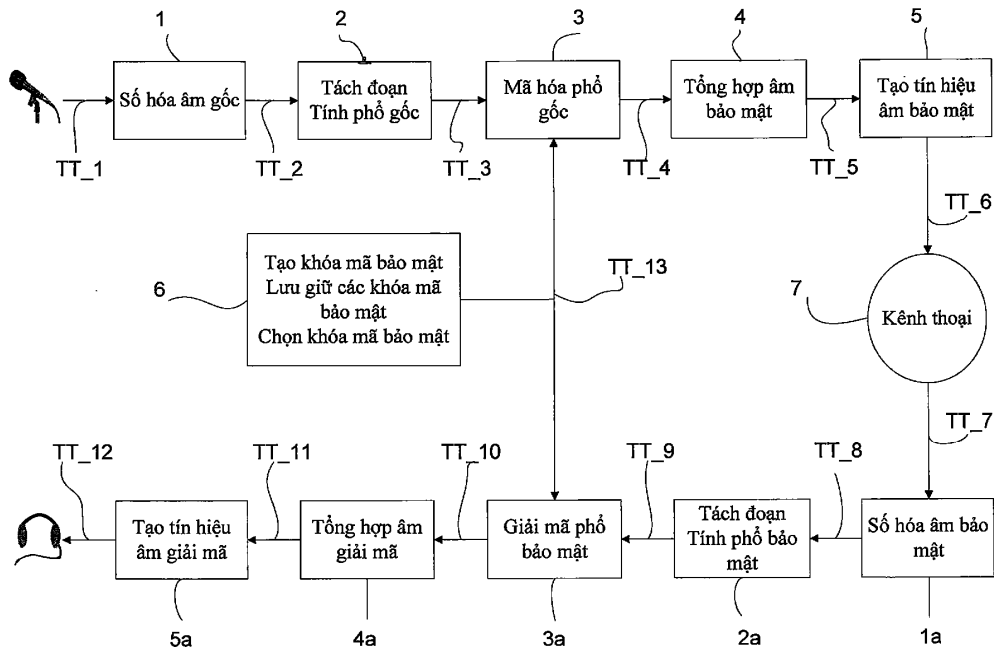 1
2
3
4
5
Số hóa âm gốc
Tách đoạn
Tính phổ gốc
Mã hóa phổ
gốc
Tổng hợp âm
bảo mật
Tạo tín hiệu
âm bảo mật
TT_1
TT_2
TT_3
TT_4
TT_5
TT_6
6
Tạo khóa mã bảo mật
Lưu giữ các khóa mã
bảo mật
Chọn khóa mã bảo mật
TT_13
7
Kênh thoại
TT_7
TT_12
TT_11
TT_10
TT_9
TT_8
Tạo tín hiệu
âm giải mã
Tổng hợp âm
giải mã
Giải mã phổ
bảo mật
Tách đoạn
Tính phổ bảo
mật
Số hóa âm bảo
mật
5a
4a
3a
2a
1a